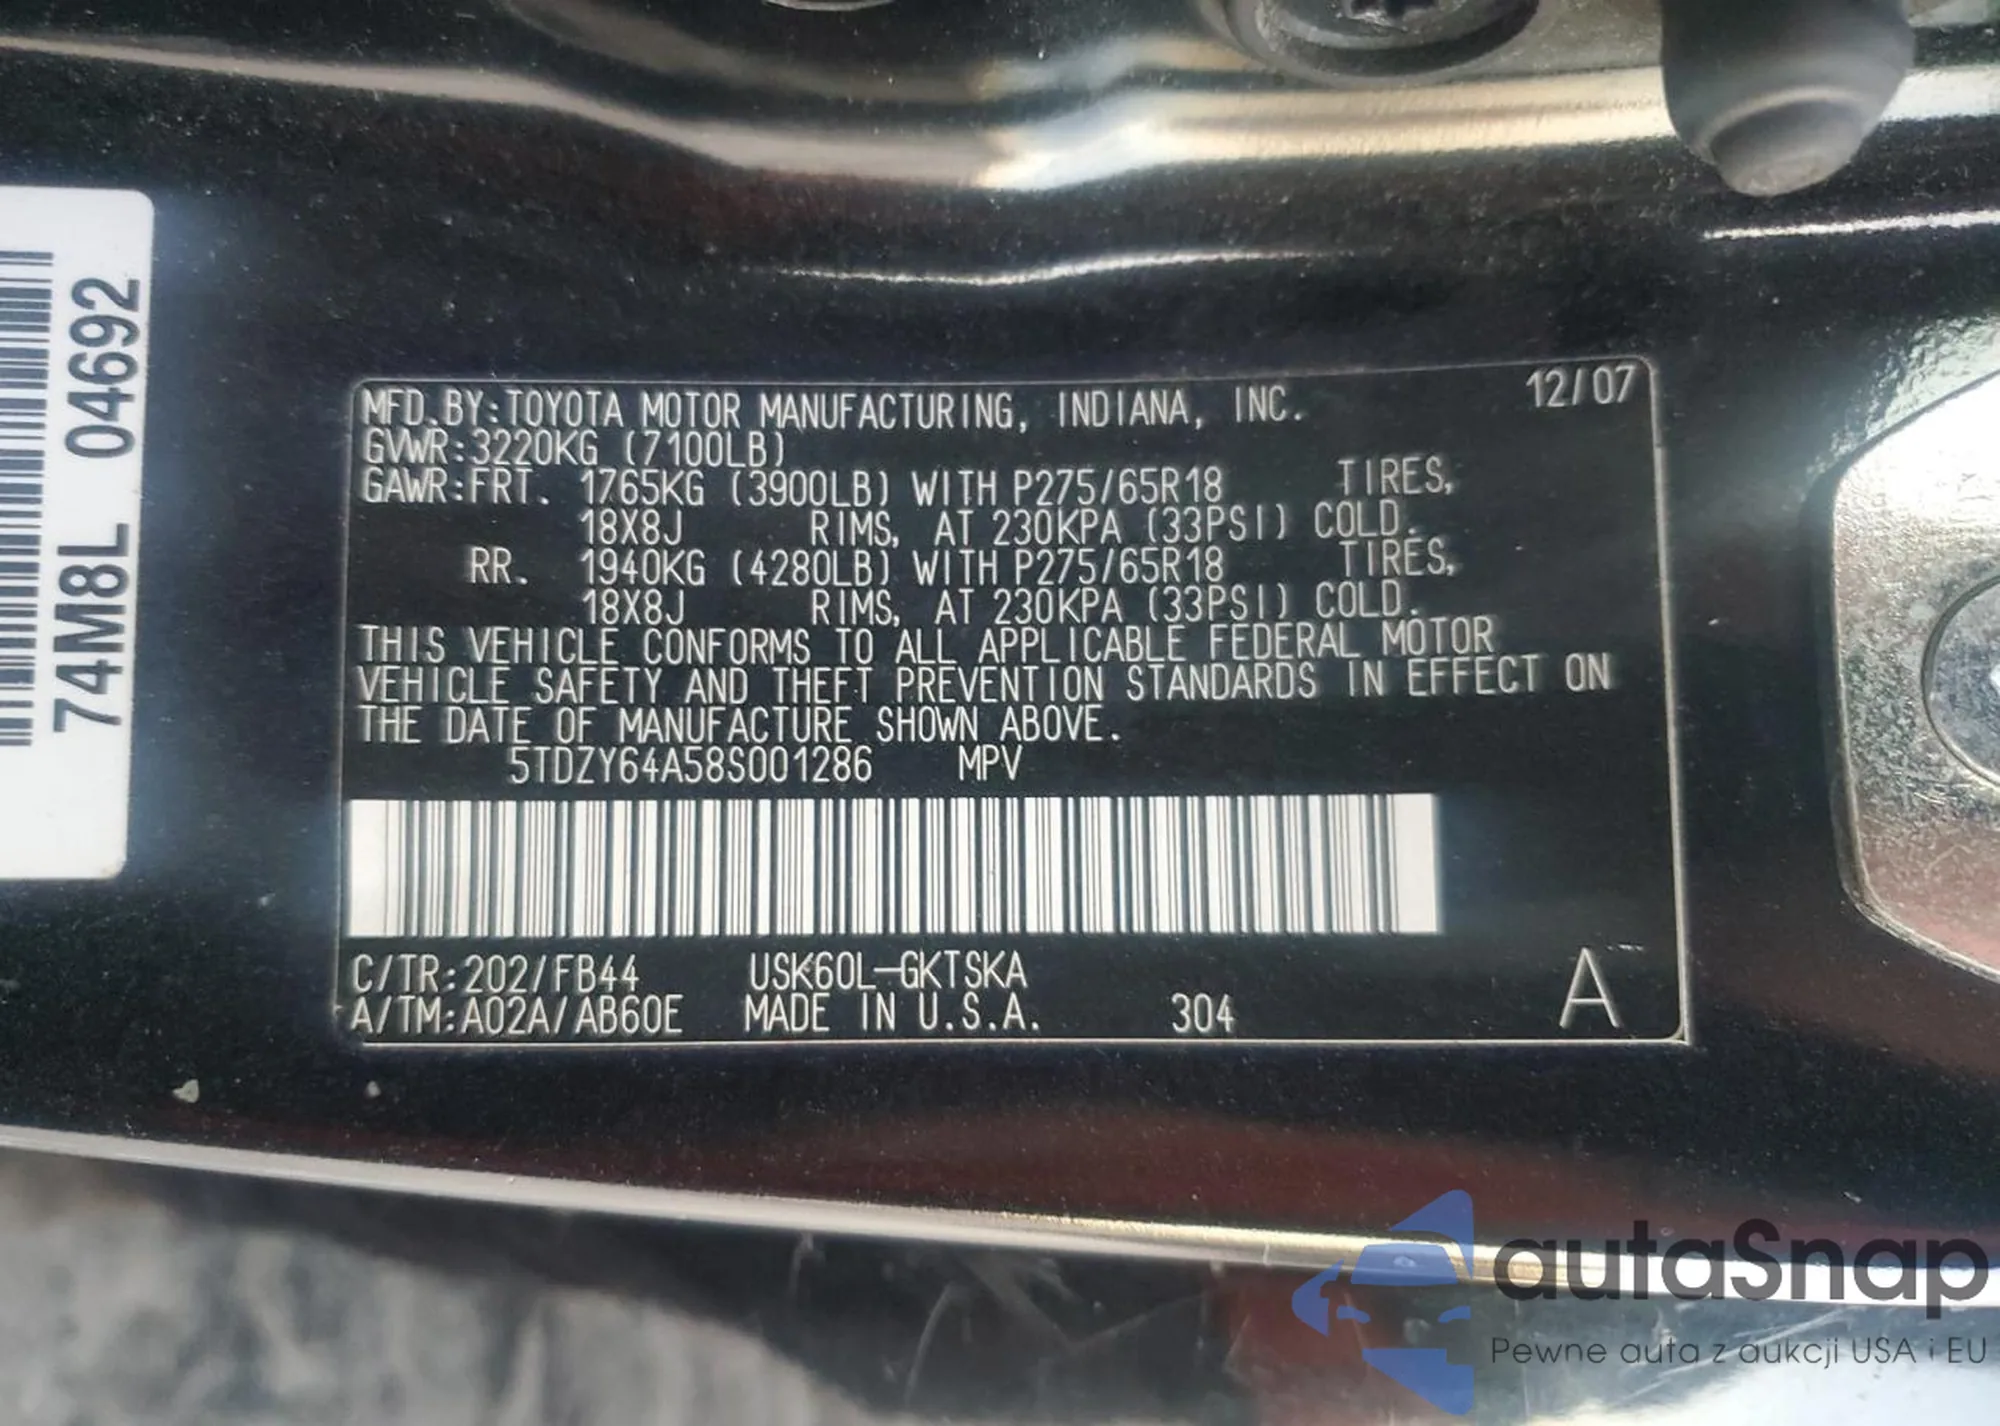 74M8L 04692
MFD.BY:TOYOTA MOTOR MANUFACTURING, INDIANA, INC. 12/07
GVWR:3220KG (7100LB)
GAWR:FRT. 1765KG (3900LB) WITH P275/65R18 TIRES,
18X8J RIMS, AT 230KPA (33PSI) COLD.
RR. 1940KG (4280LB) WITH P275/65R18 TIRES,
18X8J RIMS, AT 230KPA (33PSI) COLD.
THIS VEHICLE CONFORMS TO ALL APPLICABLE FEDERAL MOTOR
VEHICLE SAFETY AND THEFT PREVENTION STANDARDS IN EFFECT ON
THE DATE OF MANUFACTURE SHOWN ABOVE.
5TDZY64A58S001286 MPV
C/TR:202/FB44 USK60L-GKTSKA
A/TM:A02A/AB60E MADE IN U.S.A. 304 A
autaSnap
Pewne auta z aukcji USA i EU